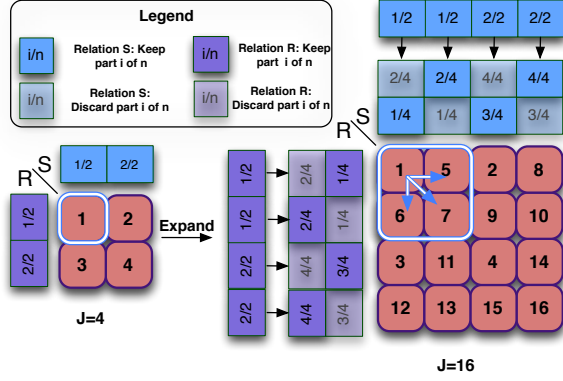 Legend
i/n Relation S: Keep part i of n
i/n Relation R: Keep part i of n
i/n Relation S: Discard part i of n
i/n Relation R: Discard part i of n
1/2 1/2 2/2 2/2
2/4 2/4 4/4 4/4
1/4 1/4 3/4 3/4
R S
1/2 2/2
R S
1/2
2/2
1 2
3 4
J=4
Expand
1/2 2/4 1/4
1/2 2/4 1/4
2/2 4/4 3/4
2/2 4/4 3/4
1 5 2 8
6 7 9 10
3 11 4 14
12 13 15 16
J=16